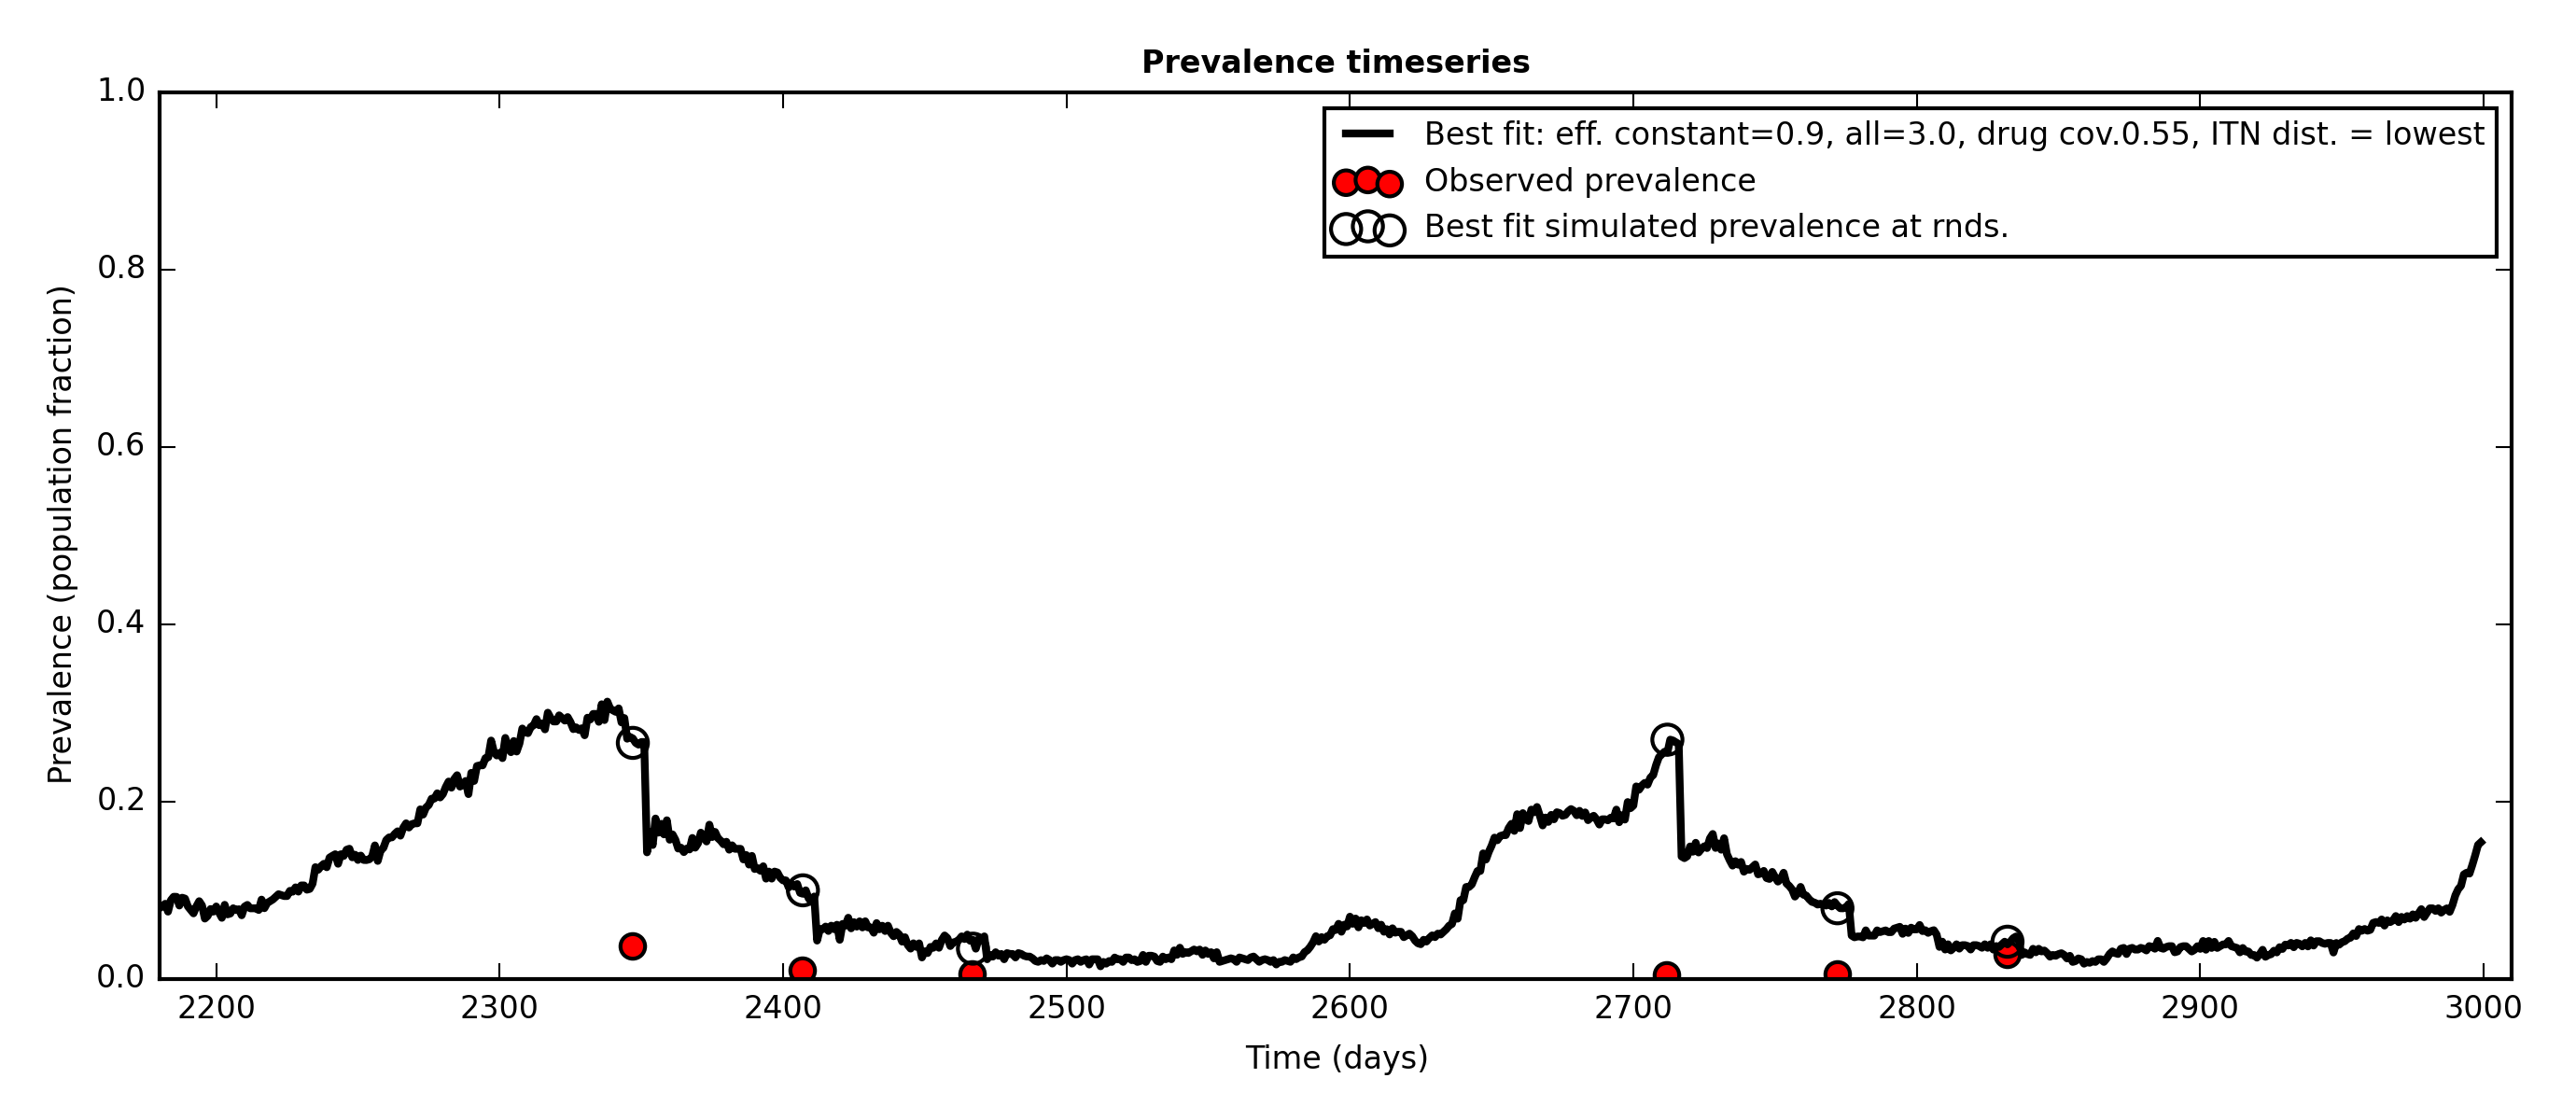 Prevalence timeseries
Best fit: eff. constant=0.9, all=3.0, drug cov.0.55, ITN dist. = lowest
Observed prevalence
Best fit simulated prevalence at rnds.
Prevalence (population fraction)
1.0
0.8
0.6
0.4
0.2
0.0
2200 2300 2400 2500 2600 2700 2800 2900 3000
Time (days)